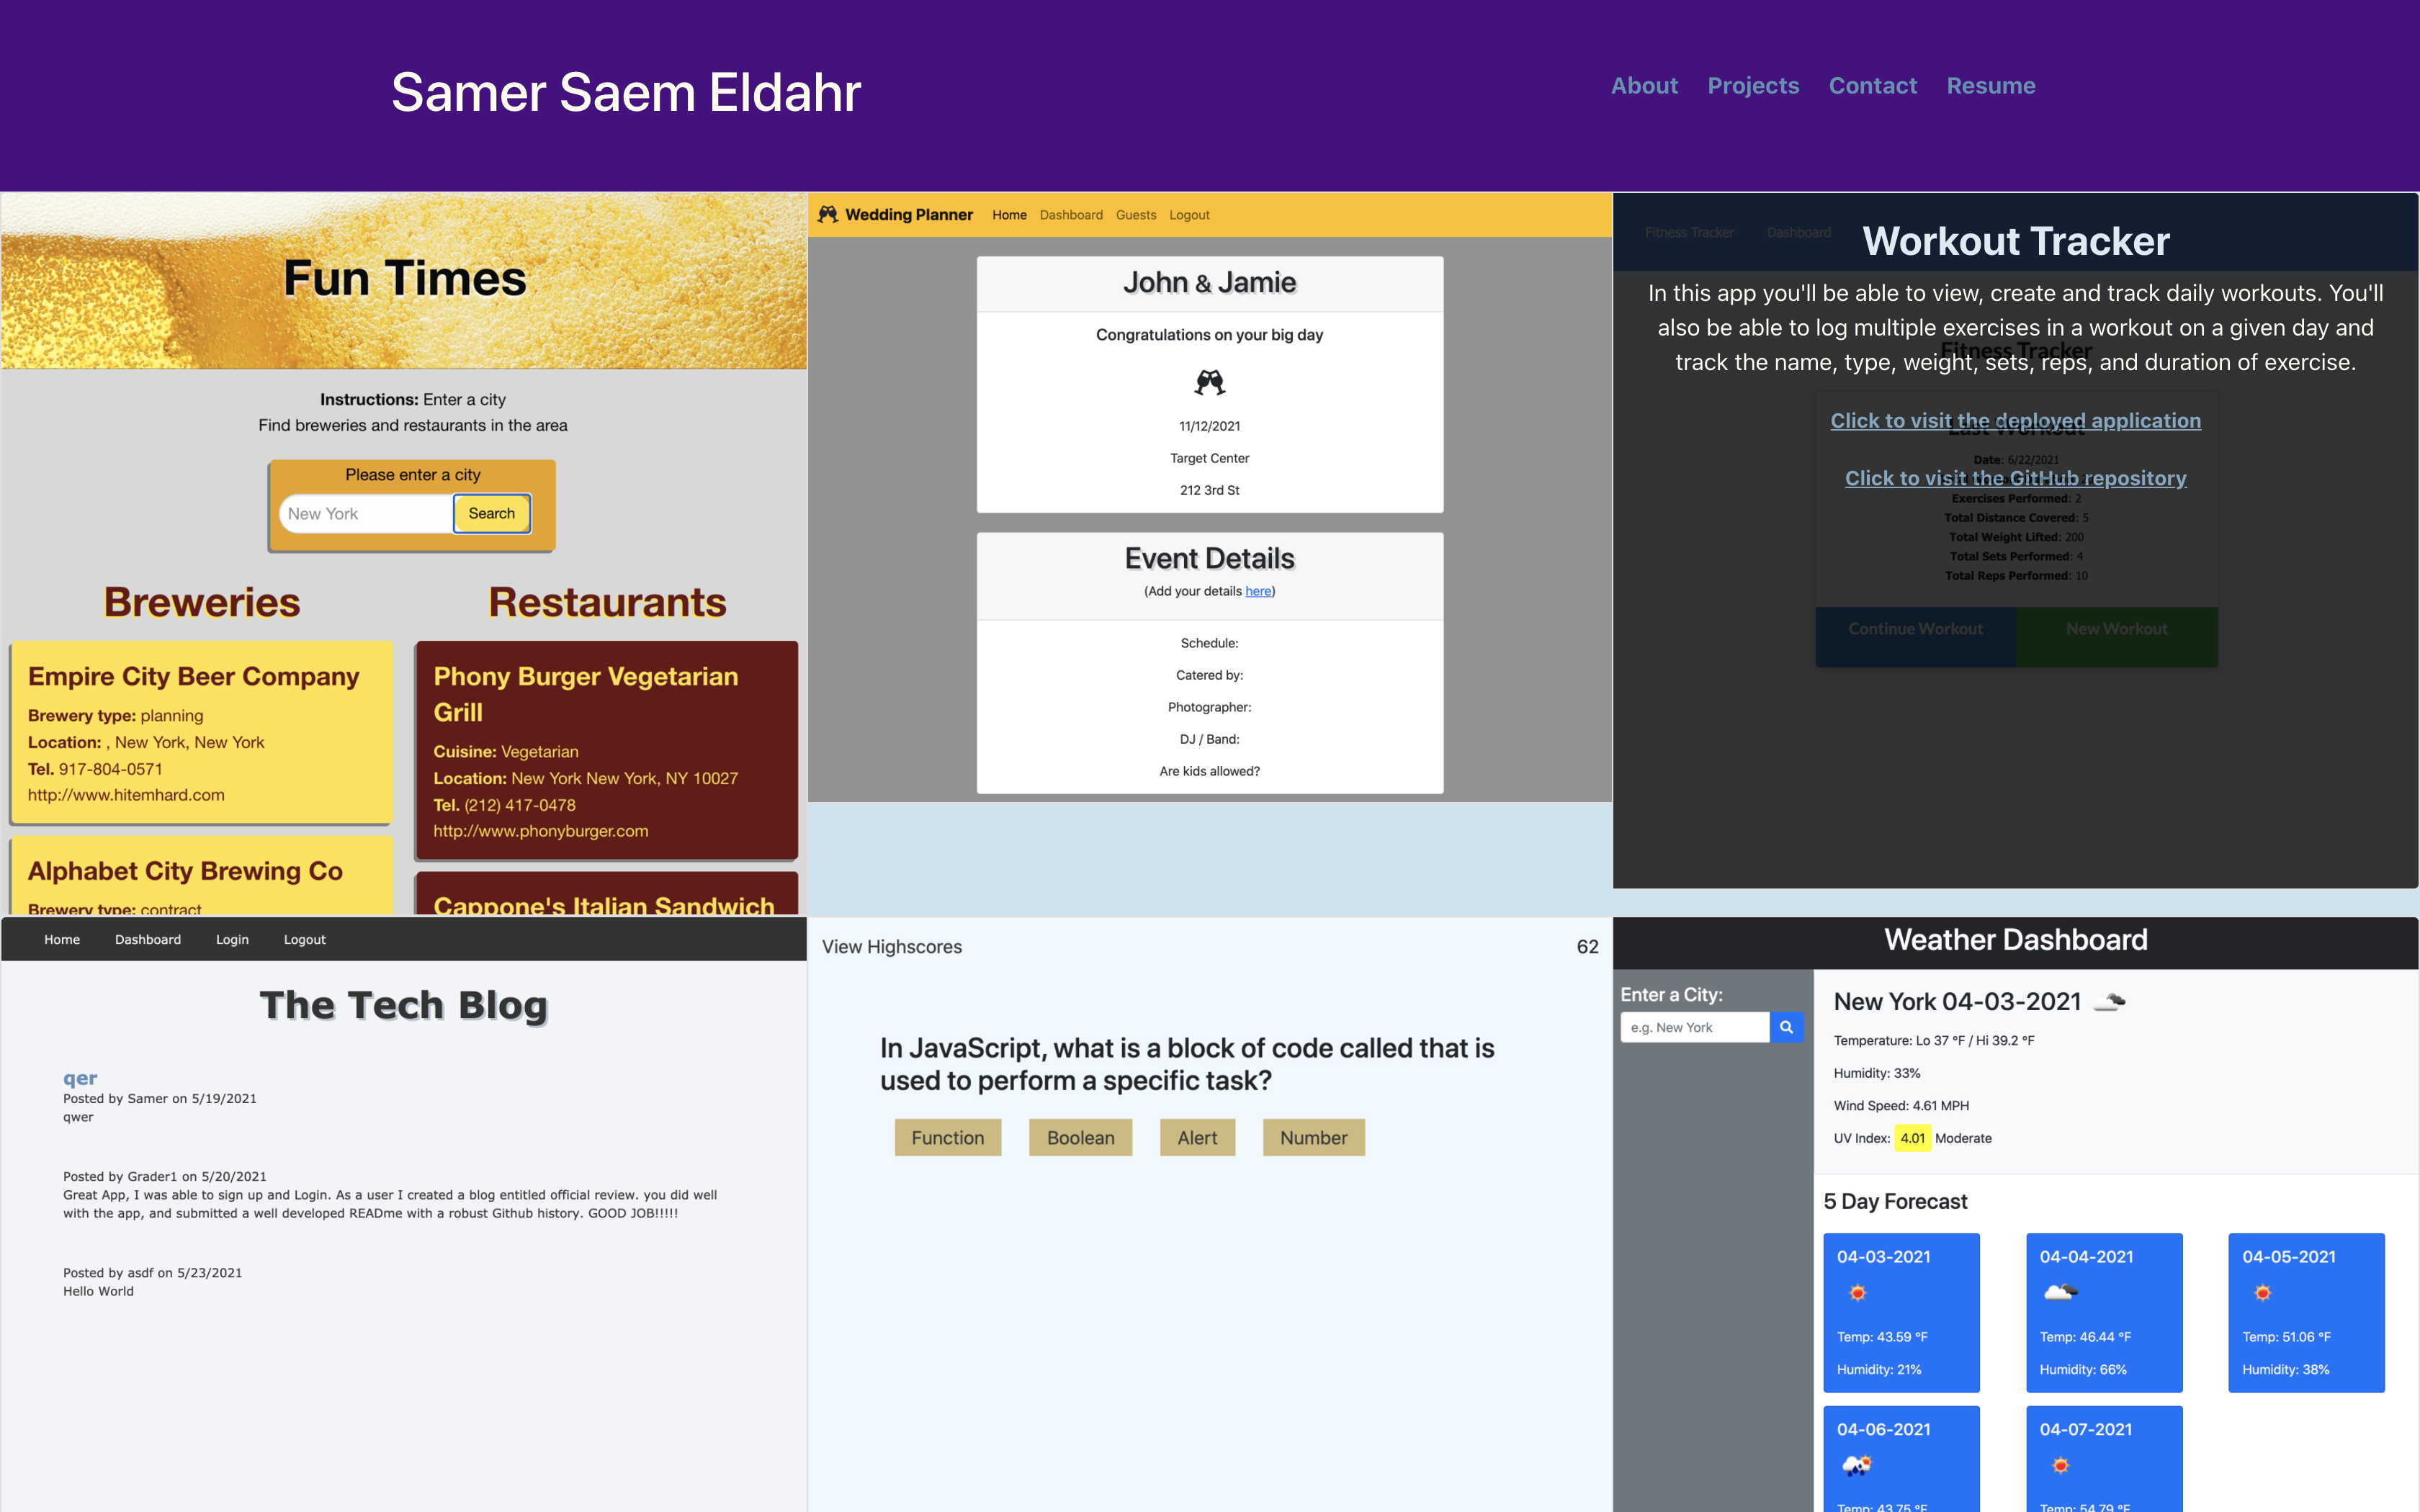 Samer Saem Eldahr
About Projects Contact Resume
Fun Times
Instructions: Enter a city
Find breweries and restaurants in the area
Please enter a city
New York
Search
Breweries
Empire City Beer Company
Brewery type: planning
Location: , New York, New York
Tel. 917-804-0571
http://www.hitemhard.com
Alphabet City Brewing Co
Brewery type: contract
Restaurants
Phony Burger Vegetarian
Grill
Cuisine: Vegetarian
Location: New York New York, NY 10027
Tel. (212) 417-0478
http://www.phonyburger.com
Cappone's Italian Sandwich
Wedding Planner Home Dashboard Guests Logout
John & Jamie
Congratulations on your big day
11/12/2021
Target Center
212 3rd St
Event Details
(Add your details here)
Schedule:
Catered by:
Photographer:
DJ / Band:
Are kids allowed?
Fitness Tracker Dashboard
Workout Tracker
In this app you'll be able to view, create and track daily workouts. You'll
also be able to log multiple exercises in a workout on a given day and
Fitness Tracker
track the name, type, weight, sets, reps, and duration of exercise.
Click to visit the deployed application
Last Workout
Date: 6/22/2021
Click to visit the GitHub repository
Exercises Performed: 2
Total Distance Covered: 5
Total Weight Lifted: 200
Total Sets Performed: 4
Total Reps Performed: 10
Continue Workout New Workout
Home Dashboard Login Logout
The Tech Blog
qer
Posted by Samer on 5/19/2021
qwer
Posted by Grader1 on 5/20/2021
Great App, I was able to sign up and Login. As a user I created a blog entitled official review. you did well
with the app, and submitted a well developed READme with a robust Github history. GOOD JOB!!!!!
Posted by asdf on 5/23/2021
Hello World
View Highscores 62
In JavaScript, what is a block of code called that is
used to perform a specific task?
Function Boolean Alert Number
Weather Dashboard
Enter a City:
e.g. New York
New York 04-03-2021
Temperature: Lo 37 °F / Hi 39.2 °F
Humidity: 33%
Wind Speed: 4.61 MPH
UV Index: 4.01 Moderate
5 Day Forecast
04-03-2021
Temp: 43.59 °F
Humidity: 21%
04-04-2021
Temp: 46.44 °F
Humidity: 66%
04-05-2021
Temp: 51.06 °F
Humidity: 38%
04-06-2021
Temp: 43.75 °F
04-07-2021
Temp: 54.79 °F